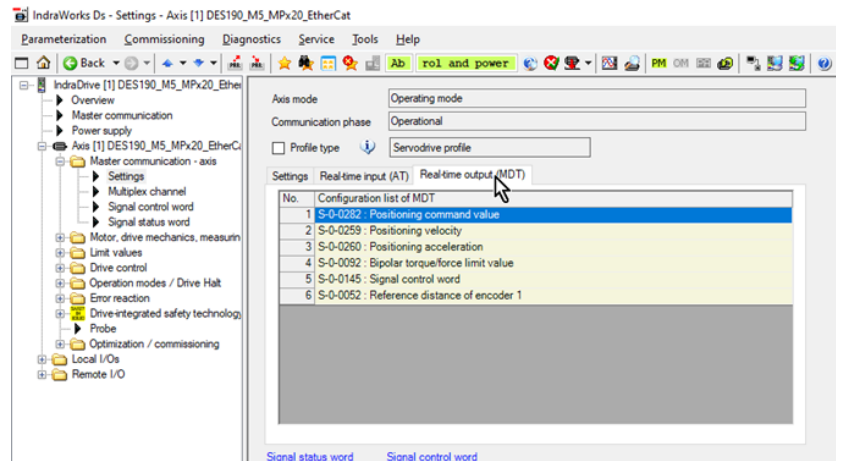 IndraWorks Ds - Settings - Axis [1] DES190_M5_MPx20_EtherCat
Parameterization Commissioning Diagnostics Service Tools Help
Back PRG PRG Ab rol and power PM OM
IndraDrive [1] DES190_M5_MPx20_Ether
Overview
Master communication
Power supply
Axis [1] DES190_M5_MPx20_EtherCa
Master communication - axis
Settings
Multiplex channel
Signal control word
Signal status word
Motor, drive mechanics, measurin
Limit values
Drive control
Operation modes / Drive Halt
Error reaction
Drive-integrated safety technology
Probe
Optimization / commissioning
Local I/Os
Remote I/O
Axis mode Operating mode
Communication phase Operational
Profile type Servodrive profile
Settings Real-time input (AT) Real-time output (MDT)
No. Configuration list of MDT
1 S-0-0282 : Positioning command value
2 S-0-0259 : Positioning velocity
3 S-0-0260 : Positioning acceleration
4 S-0-0092 : Bipolar torque/force limit value
5 S-0-0145 : Signal control word
6 S-0-0052 : Reference distance of encoder 1
Signal status word Signal control word